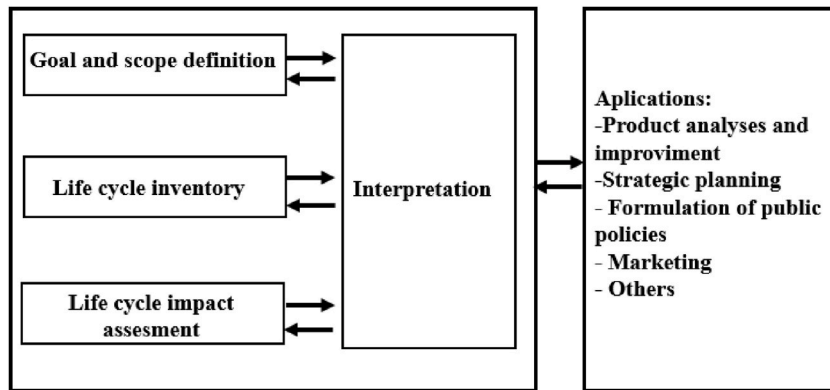 Goal and scope definition
Life cycle inventory
Life cycle impact
assesment
Interpretation
Aplications:
-Product analyses and
improviment
-Strategic planning
- Formulation of public
policies
- Marketing
- Others